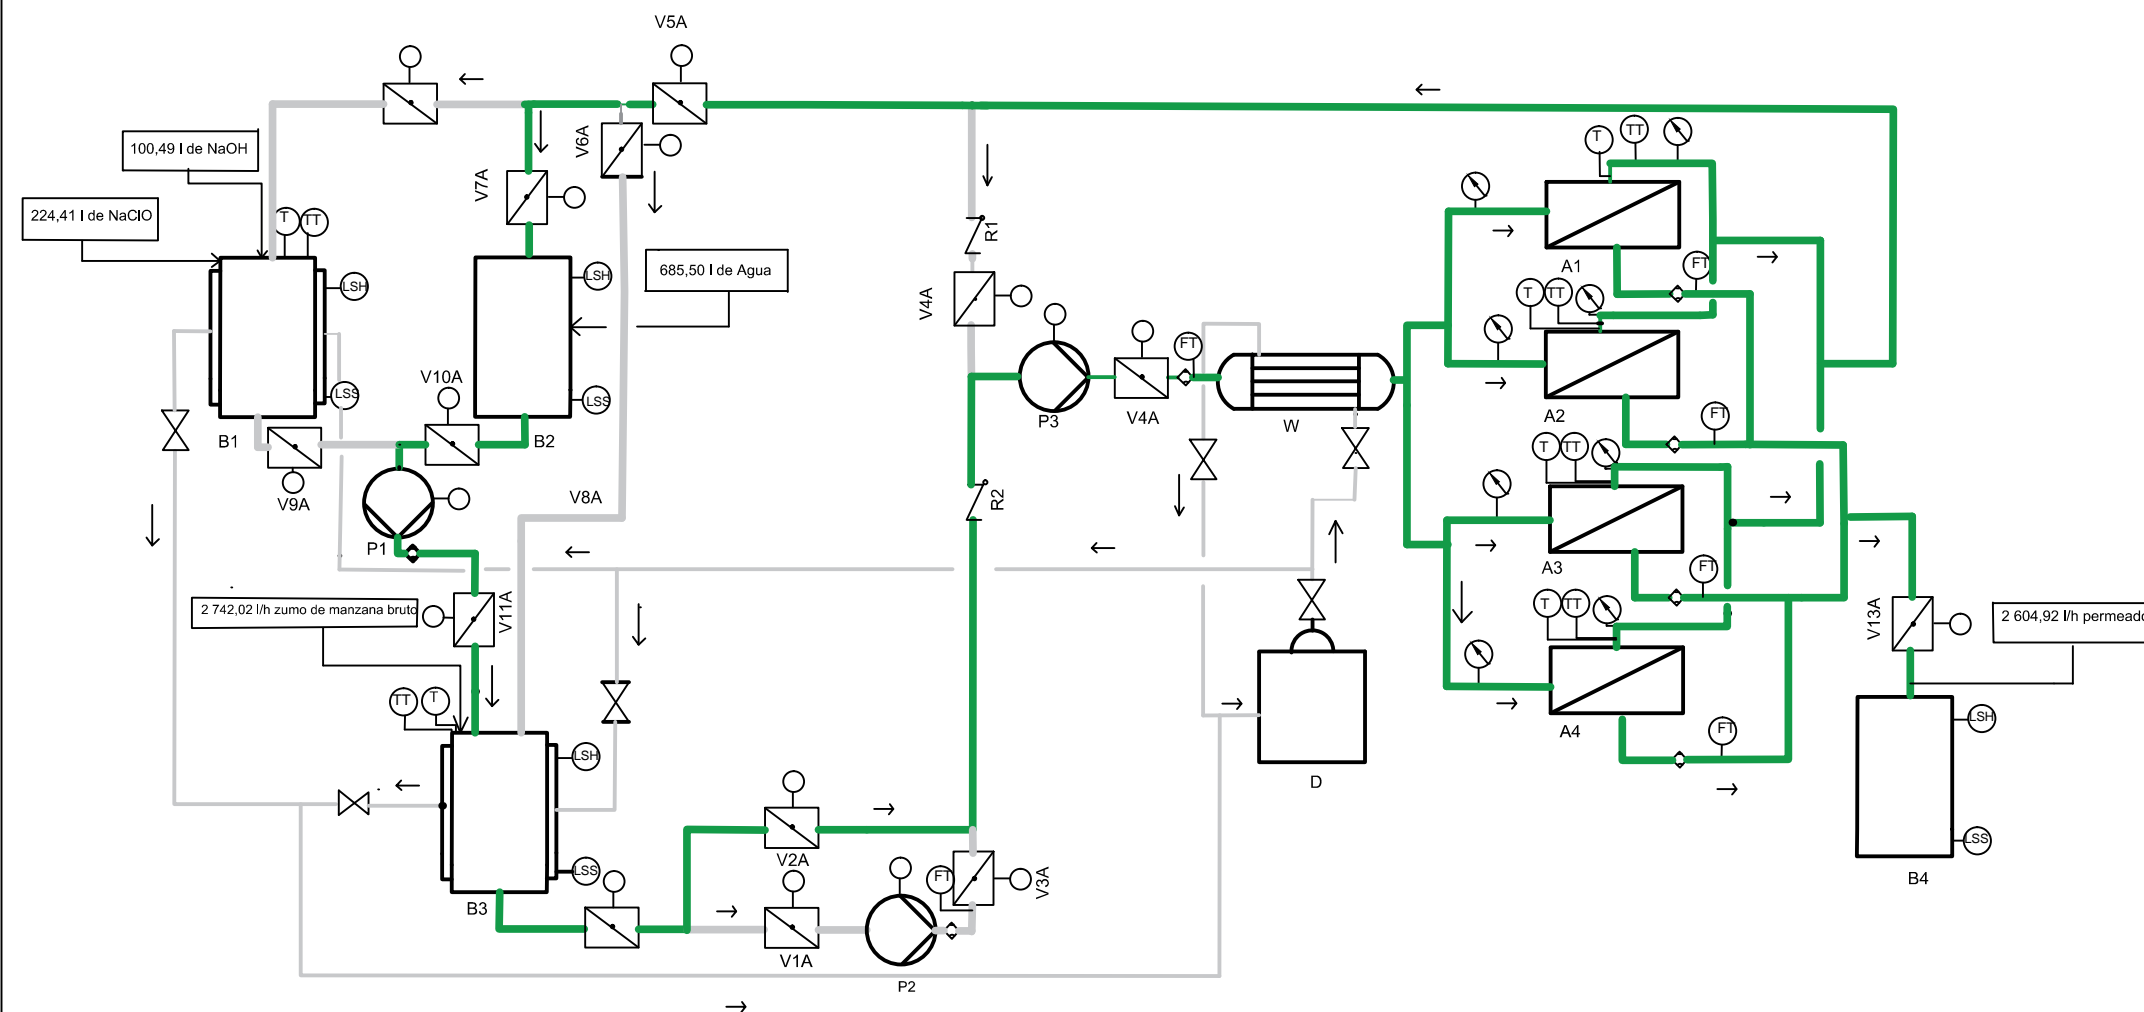 V5A
100,49 l de NaOH
224,41 l de NaClO
T
TT
V6A
V7A
685,50 l de Agua
LSH
LSH
LSS
LSS
B1
B2
V10A
V9A
V8A
P1
V11A
2 742,02 l/h zumo de manzana bruto
TT
T
LSH
LSS
B3
V2A
V1A
P2
FT
V3A
R1
V4A
R2
P3
V4A
FT
W
D
T
TT
A1
FT
T
TT
A2
FT
T
TT
A3
FT
T
TT
A4
FT
V13A
2 604,92 l/h permeado
LSH
LSS
B4